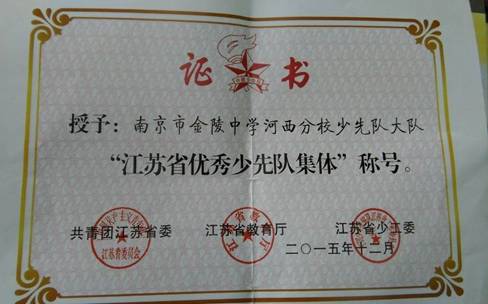 证 书
授予：南京市金陵中学河西分校少先队大队
“江苏省优秀少先队集体”称号。
共青团江苏省委 江苏省教育厅 江苏省少工委
二〇一五年十二月